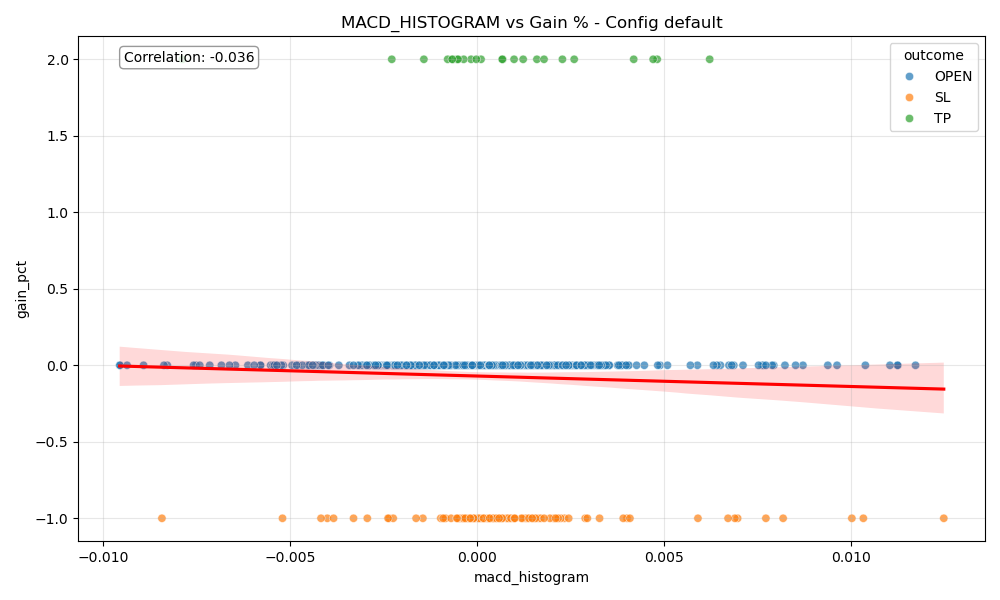 MACD_HISTOGRAM vs Gain % - Config default
Correlation: -0.036
outcome
OPEN
SL
TP
2.0
1.5
1.0
0.5
0.0
−0.5
−1.0
gain_pct
−0.010
−0.005
0.000
0.005
0.010
macd_histogram